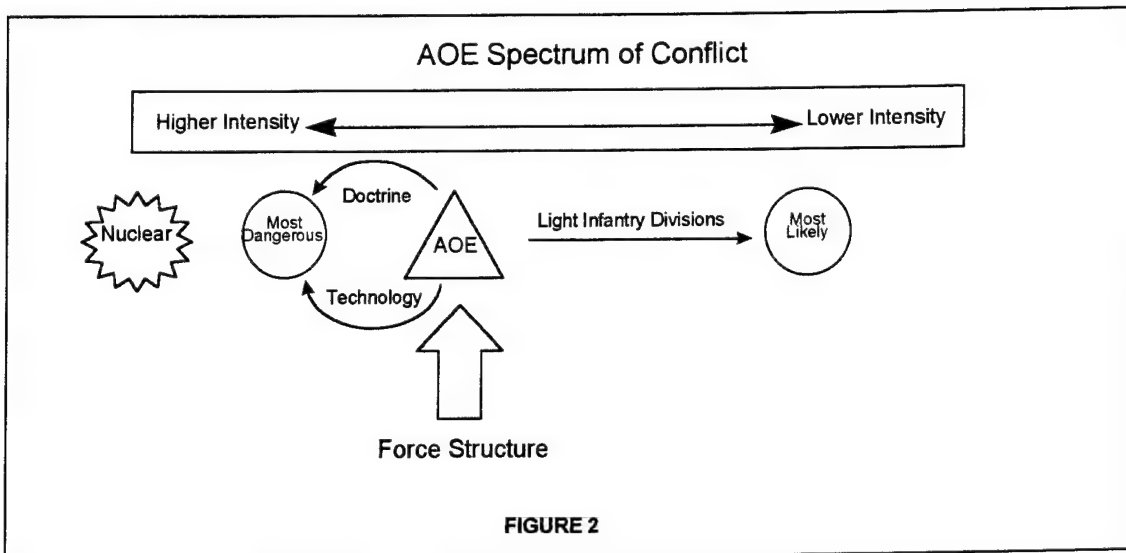 AOE Spectrum of Conflict
Higher Intensity
Lower Intensity
Nuclear
Most
Dangerous
Doctrine
Technology
AOE
Light Infantry Divisions
Most
Likely
Force Structure
FIGURE 2